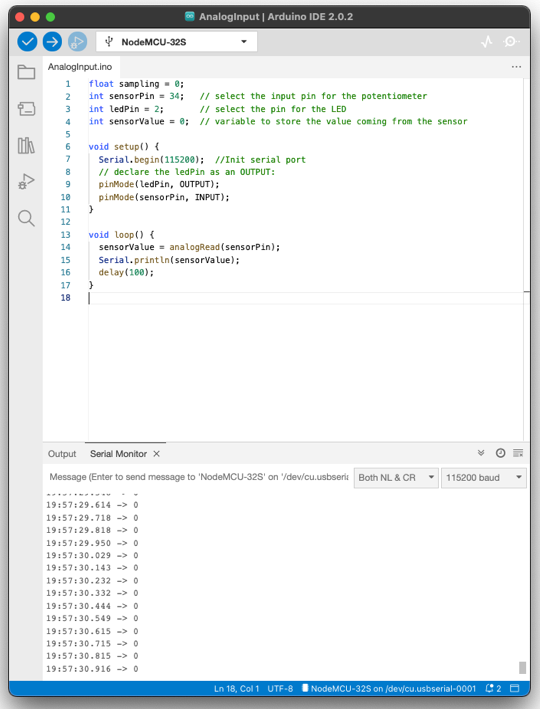 AnalogInput | Arduino IDE 2.0.2
NodeMCU-32S
AnalogInput.ino
1 float sampling = 0;
2 int sensorPin = 34;   // select the input pin for the potentiometer
3 int ledPin = 2;       // select the pin for the LED
4 int sensorValue = 0;  // variable to store the value coming from the sensor
5
6 void setup() {
7   Serial.begin(115200);  //Init serial port
8   // declare the ledPin as an OUTPUT:
9   pinMode(ledPin, OUTPUT);
10   pinMode(sensorPin, INPUT);
11 }
12
13 void loop() {
14   sensorValue = analogRead(sensorPin);
15   Serial.println(sensorValue);
16   delay(100);
17 }
18
Output Serial Monitor
Message (Enter to send message to 'NodeMCU-32S' on '/dev/cu.usbseria Both NL & CR 115200 baud
19:57:29.614 -> 0
19:57:29.718 -> 0
19:57:29.818 -> 0
19:57:29.950 -> 0
19:57:30.029 -> 0
19:57:30.143 -> 0
19:57:30.232 -> 0
19:57:30.332 -> 0
19:57:30.444 -> 0
19:57:30.549 -> 0
19:57:30.615 -> 0
19:57:30.715 -> 0
19:57:30.815 -> 0
19:57:30.916 -> 0
Ln 18, Col 1 UTF-8 NodeMCU-32S on /dev/cu.usbserial-0001 2